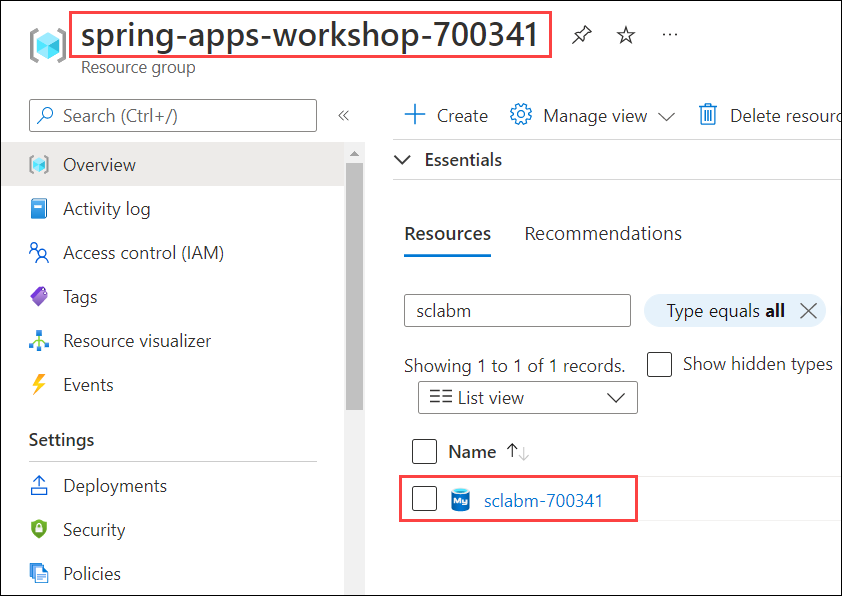 spring-apps-workshop-700341
Resource group
Search (Ctrl+/)
Create
Manage view
Delete resourc
Essentials
Overview
Activity log
Access control (IAM)
Tags
Resource visualizer
Events
Settings
Deployments
Security
Policies
Resources
Recommendations
sclabm
Type equals all
Showing 1 to 1 of 1 records.
Show hidden types
List view
Name
My
sclabm-700341